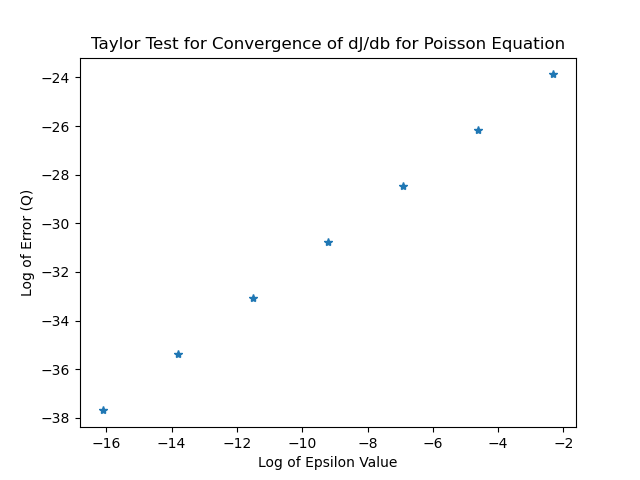 Taylor Test for Convergence of dJ/db for Poisson Equation
−24
−26
−28
−30
−32
−34
−36
−38
Log of Error (Q)
−16 −14 −12 −10 −8 −6 −4 −2
Log of Epsilon Value